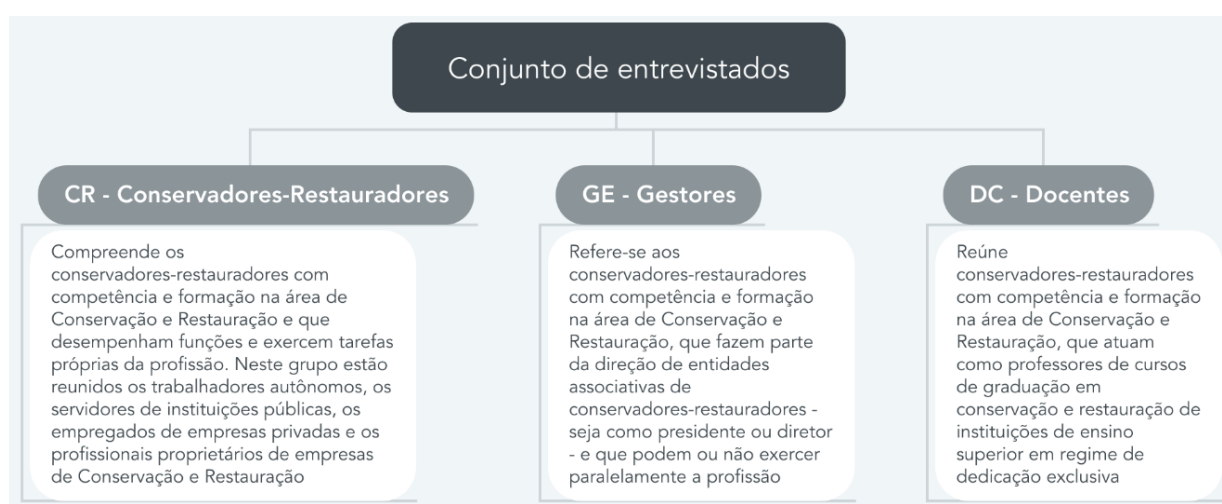 Conjunto de entrevistados
CR - Conservadores-Restauradores
Compreende os
conservadores-restauradores com
competência e formação na área de
Conservação e Restauração e que
desempenham funções e exercem tarefas
próprias da profissão. Neste grupo estão
reunidos os trabalhadores autônomos, os
servidores de instituições públicas, os
empregados de empresas privadas e os
profissionais proprietários de empresas
de Conservação e Restauração
GE - Gestores
Refere-se aos
conservadores-restauradores
com competência e formação
na área de Conservação e
Restauração, que fazem parte
da direção de entidades
associativas de
conservadores-restauradores -
seja como presidente ou diretor
- e que podem ou não exercer
paralelamente a profissão
DC - Docentes
Reúne
conservadores-restauradores
com competência e formação
na área de Conservação e
Restauração, que atuam
como professores de cursos
de graduação em
conservação e restauração de
instituições de ensino
superior em regime de
dedicação exclusiva